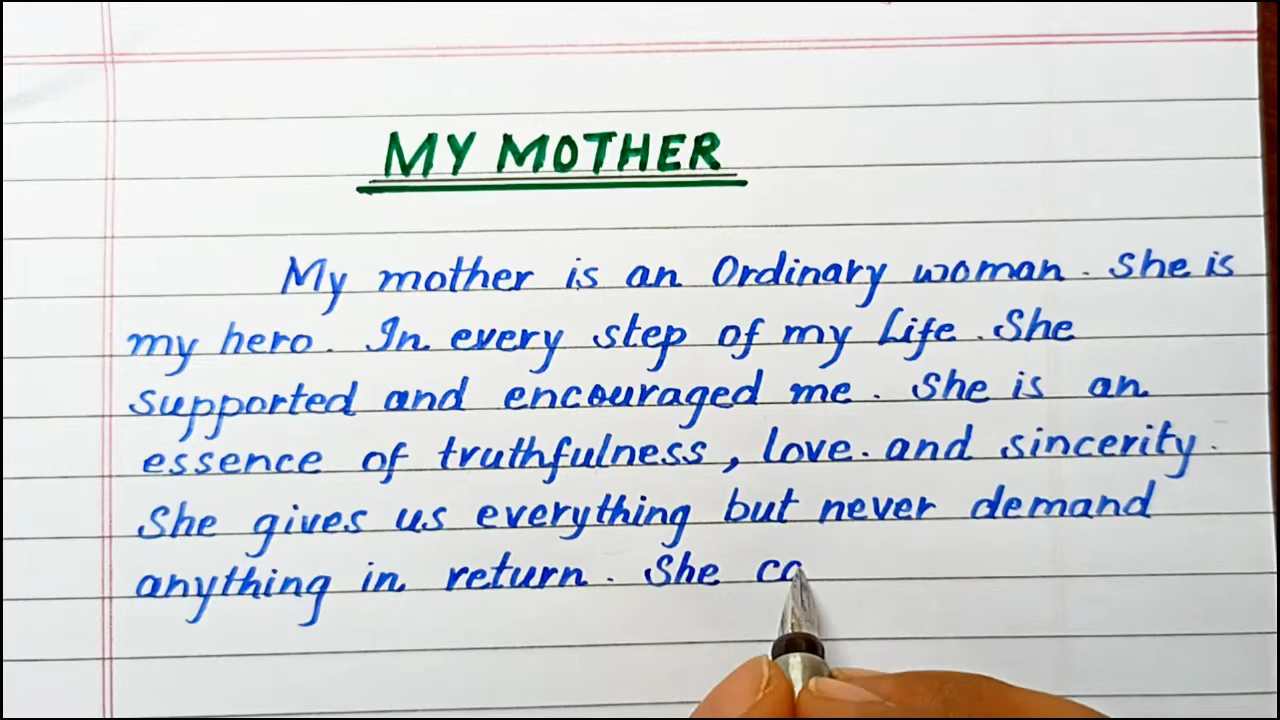 MY MOTHER
My mother is an Ordinary woman. She is
my hero. In every step of my Life. She
supported and encouraged me. She is an
essence of truthfulness, love. and sincerity.
She gives us everything but never demand
anything in return. She ca